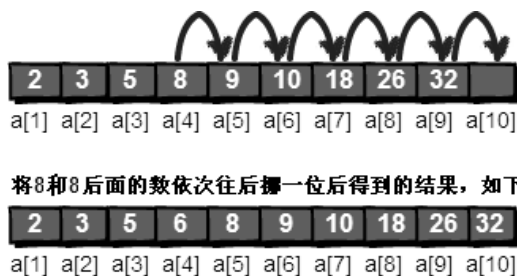 2 3 5 8 9 10 18 26 32
a[1] a[2] a[3] a[4] a[5] a[6] a[7] a[8] a[9] a[10]
将8和8后面的数依次往后挪一位后得到的结果，如下
2 3 5 6 8 9 10 18 26 32
a[1] a[2] a[3] a[4] a[5] a[6] a[7] a[8] a[9] a[10]